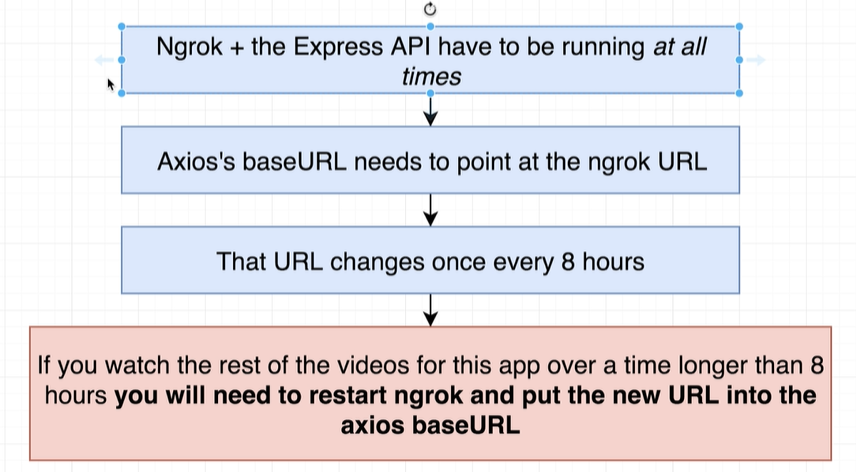 Ngrok + the Express API have to be running at all
times
Axios's baseURL needs to point at the ngrok URL
That URL changes once every 8 hours
If you watch the rest of the videos for this app over a time longer than 8
hours you will need to restart ngrok and put the new URL into the
axios baseURL